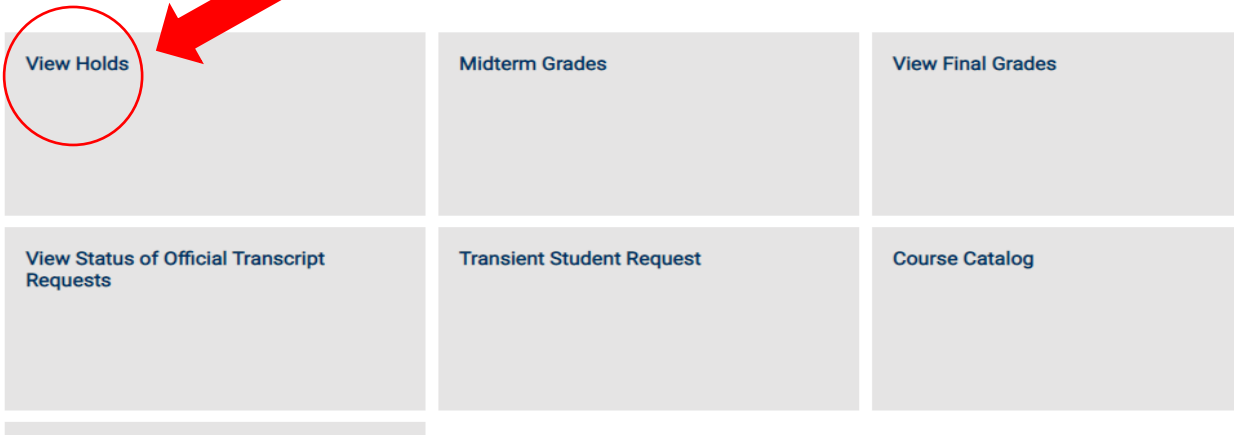 View Holds
Midterm Grades
View Final Grades
View Status of Official Transcript
Requests
Transient Student Request
Course Catalog